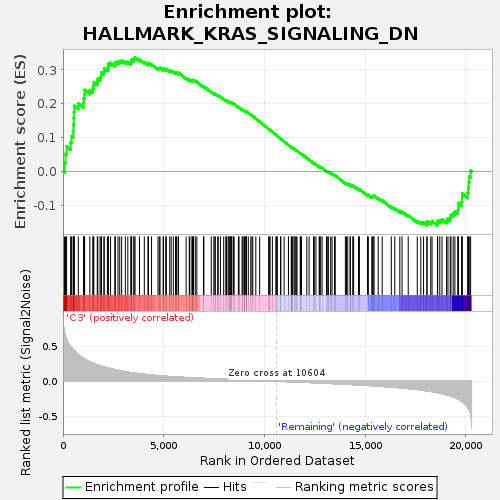 Enrichment plot:
HALLMARK_KRAS_SIGNALING_DN
Enrichment score (ES)
0.3
0.2
0.1
0.0
-0.1
'C3' (positively correlated)
Ranked list metric (Signal2Noise)
0.5
0.0
-0.5
Zero cross at 10604
'Remaining' (negatively correlated)
0
5,000
10,000
15,000
20,000
Rank in Ordered Dataset
Enrichment profile
Hits
Ranking metric scores